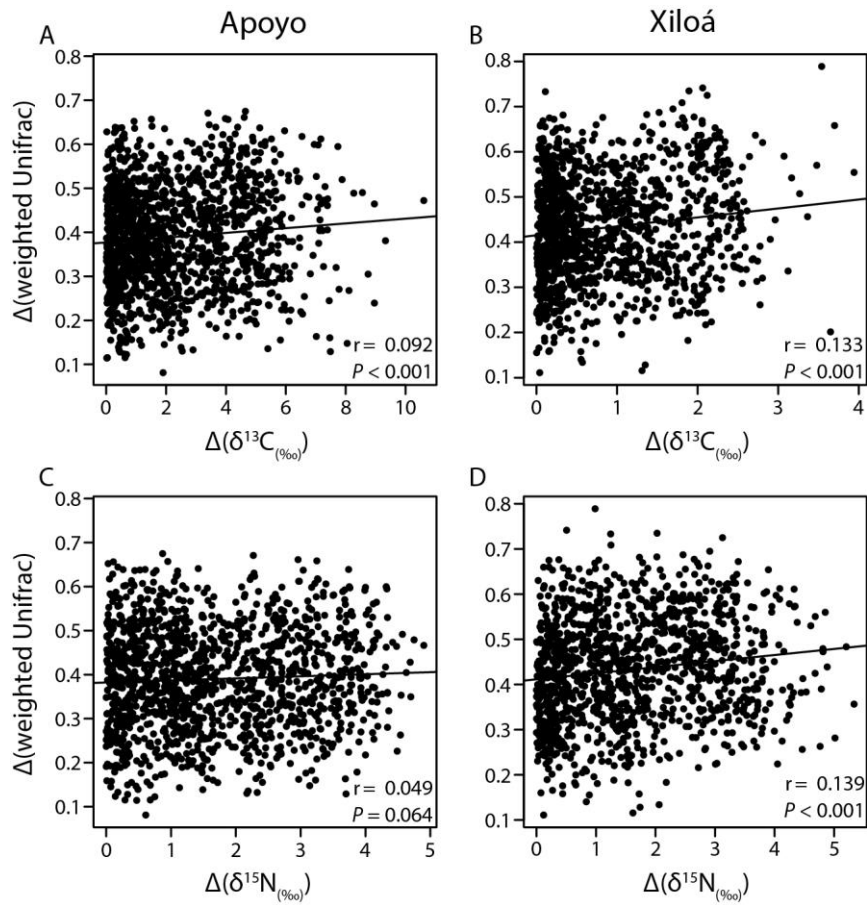 Apoyo
Xiloá
A
B
0.8
0.7
0.6
0.5
0.4
0.3
0.2
0.1
Δ(weighted Unifrac)
r = 0.092
P < 0.001
0 2 4 6 8 10
Δ(δ¹³C(‰))
0.8
0.7
0.6
0.5
0.4
0.3
0.2
0.1
r = 0.133
P < 0.001
0 1 2 3 4
Δ(δ¹³C(‰))
C
D
0.8
0.7
0.6
0.5
0.4
0.3
0.2
0.1
Δ(weighted Unifrac)
r = 0.049
P = 0.064
0 1 2 3 4 5
Δ(δ¹⁵N(‰))
0.8
0.7
0.6
0.5
0.4
0.3
0.2
0.1
r = 0.139
P < 0.001
0 1 2 3 4 5
Δ(δ¹⁵N(‰))